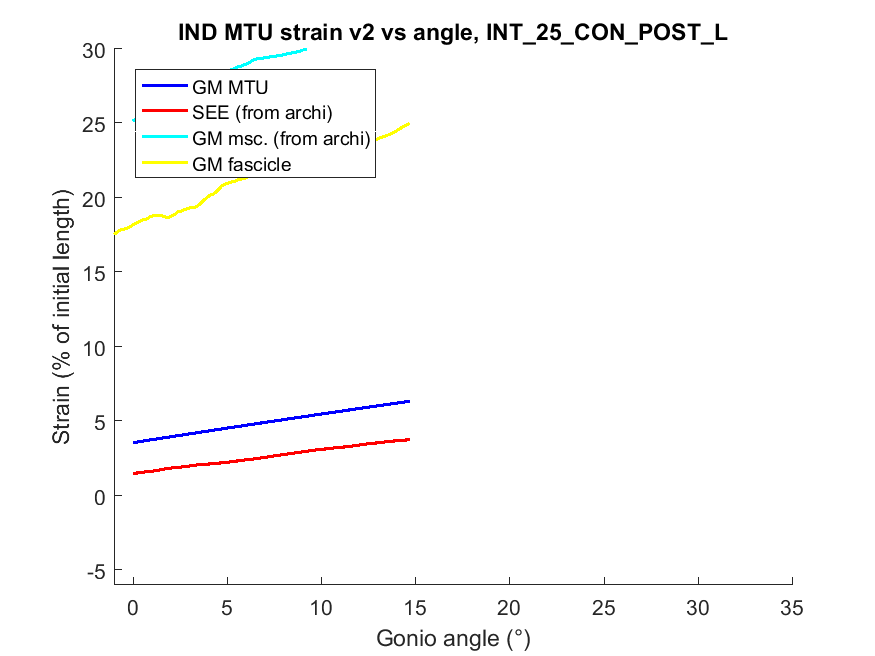 IND MTU strain v2 vs angle, INT_25_CON_POST_L
30
25
20
15
10
5
0
-5
Strain (% of initial length)
GM MTU
SEE (from archi)
GM msc. (from archi)
GM fascicle
0 5 10 15 20 25 30 35
Gonio angle (°)